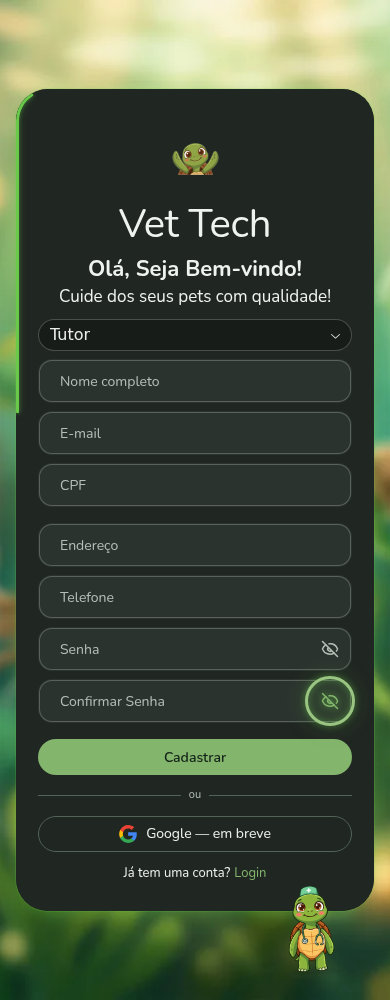 Vet Tech
Olá, Seja Bem-vindo!
Cuide dos seus pets com qualidade!
Tutor
Nome completo
E-mail
CPF
Endereço
Telefone
Senha
Confirmar Senha
Cadastrar
ou
Google — em breve
Já tem uma conta? Login